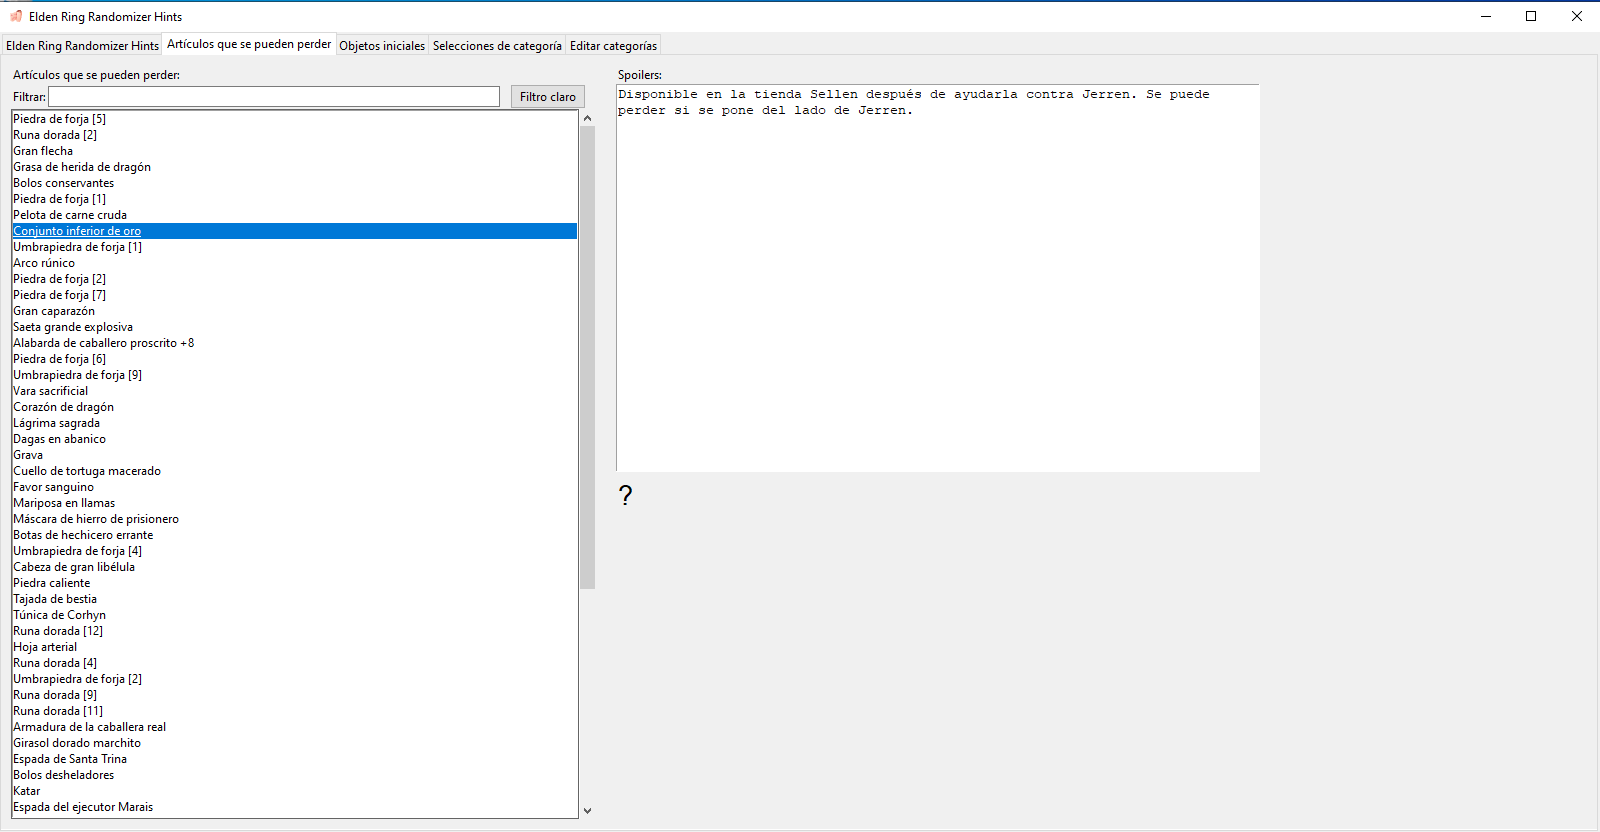 Elden Ring Randomizer Hints
Elden Ring Randomizer Hints
Artículos que se pueden perder
Objetos iniciales
Selecciones de categoría
Editar categorías
Artículos que se pueden perder:
Filtrar:
Filtro claro
Piedra de forja [5]
Runa dorada [2]
Gran flecha
Grasa de herida de dragón
Bolos conservantes
Piedra de forja [1]
Pelota de carne cruda
Conjunto inferior de oro
Umbrapiedra de forja [1]
Arco rúnico
Piedra de forja [2]
Piedra de forja [7]
Gran caparazón
Saeta grande explosiva
Alabarda de caballero proscrito +8
Piedra de forja [6]
Umbrapiedra de forja [9]
Vara sacrificial
Corazón de dragón
Lágrima sagrada
Dagas en abanico
Grava
Cuello de tortuga macerado
Favor sanguino
Mariposa en llamas
Máscara de hierro de prisionero
Botas de hechicero errante
Umbrapiedra de forja [4]
Cabeza de gran libélula
Piedra caliente
Tajada de bestia
Túnica de Corhyn
Runa dorada [12]
Hoja arterial
Runa dorada [4]
Umbrapiedra de forja [2]
Runa dorada [9]
Runa dorada [11]
Armadura de la caballera real
Girasol dorado marchito
Espada de Santa Trina
Bolos desheladores
Katar
Espada del ejecutor Marais
Spoilers:
Disponible en la tienda Sellen después de ayudarla contra Jerren. Se puede
perder si se pone del lado de Jerren.
?